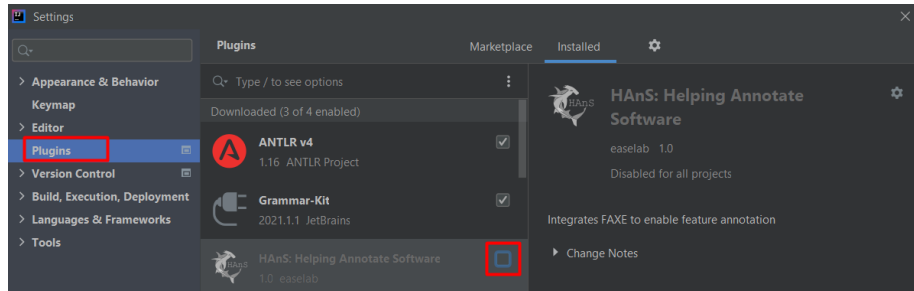 Settings
Plugins
Marketplace
Installed
Appearance & Behavior
Keymap
Editor
Plugins
Version Control
Build, Execution, Deployment
Languages & Frameworks
Tools
Type / to see options
Downloaded (3 of 4 enabled)
ANTLR v4
1.16 ANTLR Project
Grammar-Kit
2021.1.1 JetBrains
HAnS
HAnS: Helping Annotate Software
1.0 easelab
HAnS
HAnS: Helping Annotate
Software
easelab 1.0
Disabled for all projects
Integrates FAXE to enable feature annotation
Change Notes